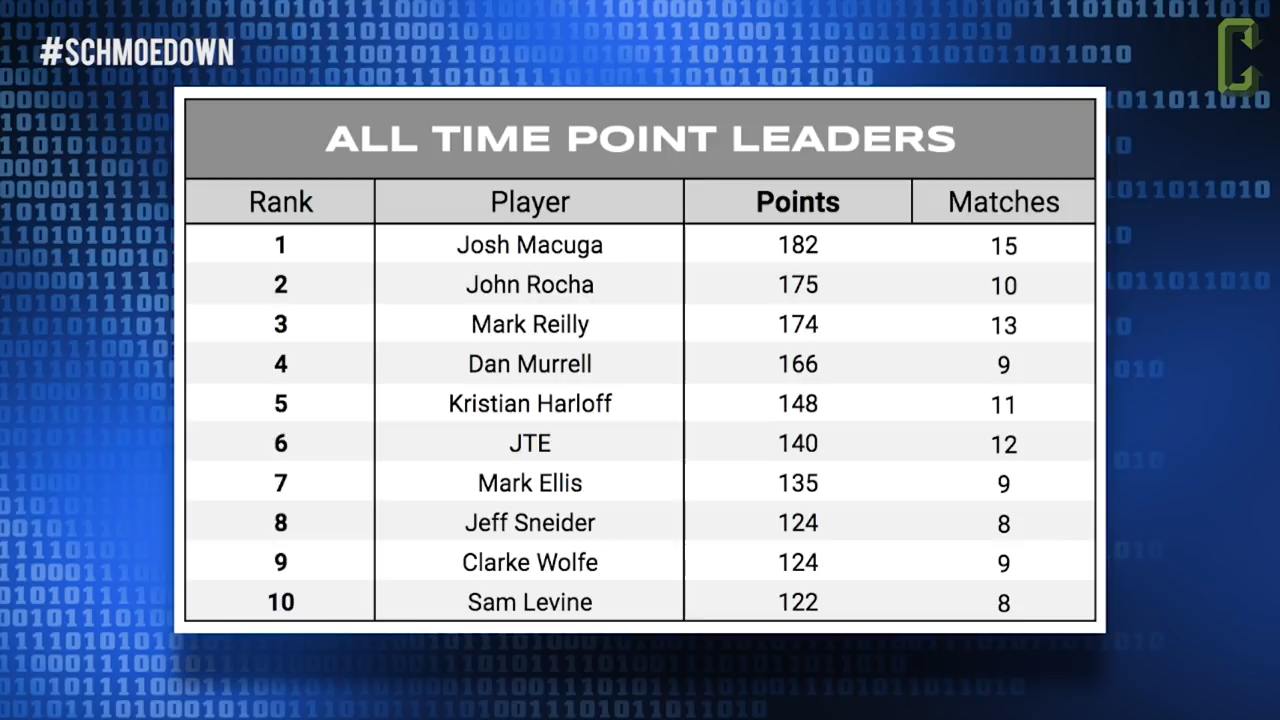 #SCHMOEDOWN
ALL TIME POINT LEADERS
Rank Player Points Matches
1 Josh Macuga 182 15
2 John Rocha 175 10
3 Mark Reilly 174 13
4 Dan Murrell 166 9
5 Kristian Harloff 148 11
6 JTE 140 12
7 Mark Ellis 135 9
8 Jeff Sneider 124 8
9 Clarke Wolfe 124 9
10 Sam Levine 122 8